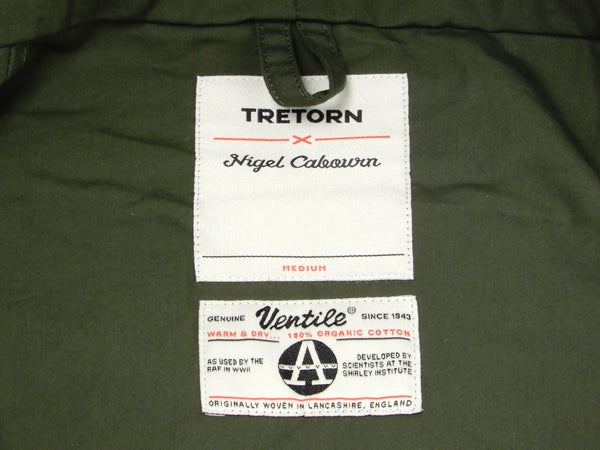 TRETORN
Nigel Cabourn
MEDIUM
GENUINE Ventile® SINCE 1943
WARM & DRY... 100% ORGANIC COTTON
AS USED BY THE
RAF IN WWII
A
DEVELOPED BY
SCIENTISTS AT THE
SHIRLEY INSTITUTE
ORIGINALLY WOVEN IN LANCASHIRE, ENGLAND